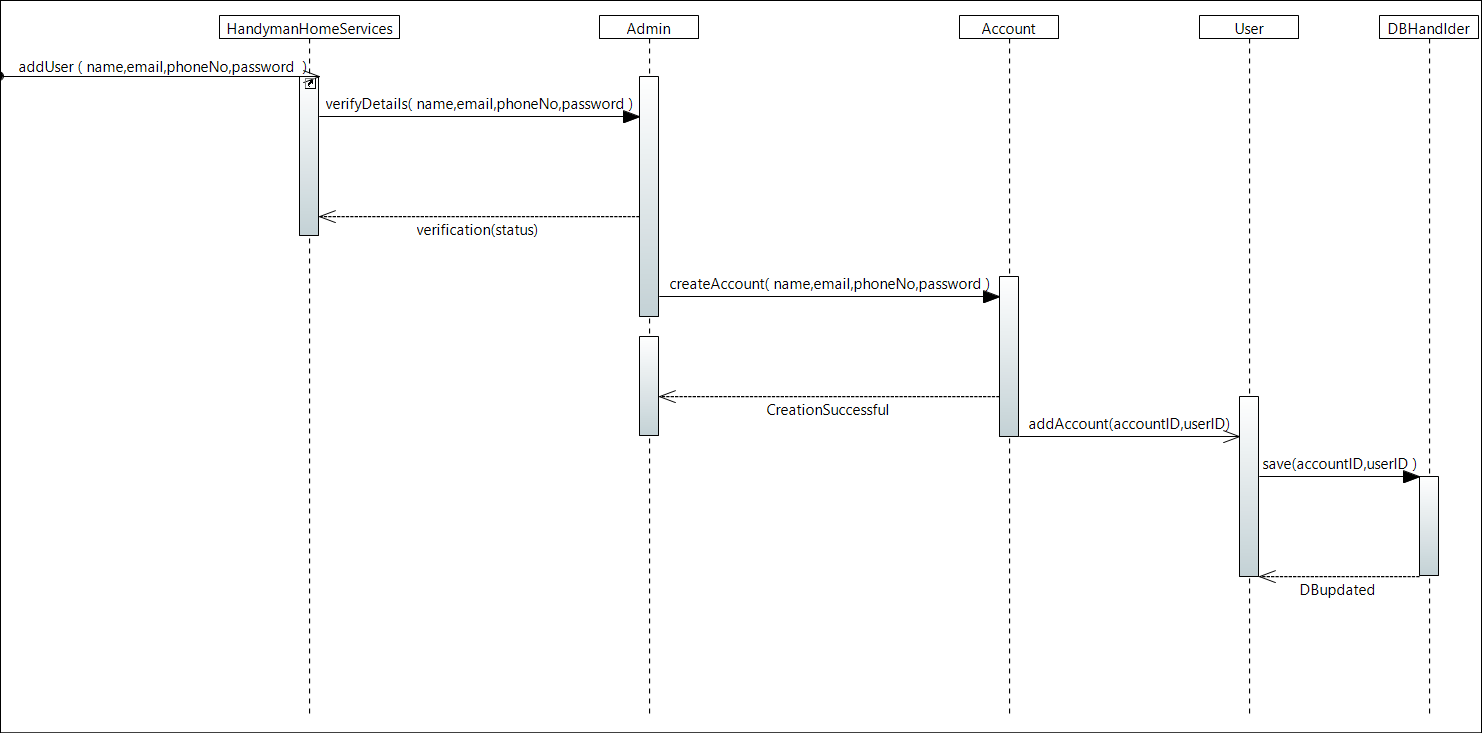 HandymanHomeServices
Admin
Account
User
DBHandlder
addUser ( name,email,phoneNo,password )
verifyDetails( name,email,phoneNo,password )
verification(status)
createAccount( name,email,phoneNo,password )
CreationSuccessful
addAccount(accountID,userID)
save(accountID,userID )
DBupdated